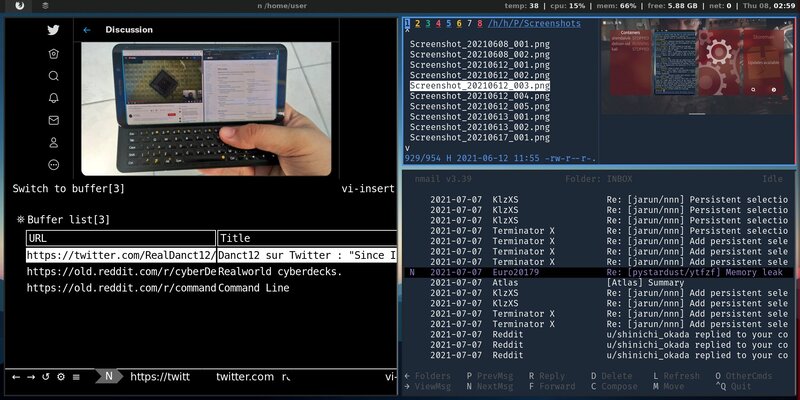 n /home/user
temp: 38 | cpu: 15% | mem: 66% | free: 5.88 GB | net: 0 | Thu 08, 02:59
Discussion
Switch to buffer[3] vi-insert
Buffer list[3]
URL Title
https://twitter.com/RealDanct12/ Danct12 sur Twitter : "Since I
https://old.reddit.com/r/cyberDe Realworld cyberdecks.
https://old.reddit.com/r/command Command Line
N https://twitt twitter.com vi-
1 2 3 4 5 6 7 8 /h/h/P/Screenshots
Screenshot_20210608_001.png
Screenshot_20210608_002.png
Screenshot_20210612_001.png
Screenshot_20210612_002.png
Screenshot_20210612_003.png
Screenshot_20210612_004.png
Screenshot_20210612_005.png
Screenshot_20210613_001.png
Screenshot_20210613_002.png
Screenshot_20210617_001.png
v
929/954 H 2021-06-12 11:55 -rw-r--r-.
Containers
nmail v3.39 Folder: INBOX Idle
2021-07-07 KlzXS Re: [jarun/nnn] Persistent selectio
2021-07-07 KlzXS Re: [jarun/nnn] Persistent selectio
2021-07-07 KlzXS Re: [jarun/nnn] Persistent selectio
2021-07-07 Terminator X Re: [jarun/nnn] Persistent selectio
2021-07-07 Terminator X Re: [jarun/nnn] Add persistent sele
2021-07-07 Terminator X Re: [jarun/nnn] Add persistent sele
2021-07-07 Terminator X Re: [jarun/nnn] Add persistent sele
N 2021-07-07 Euro20179 Re: [pystardust/ytfzf] Memory leak
2021-07-07 Atlas [Atlas] Summary
2021-07-07 KlzXS Re: [jarun/nnn] Add persistent sele
2021-07-07 KlzXS Re: [jarun/nnn] Add persistent sele
2021-07-07 Terminator X Re: [jarun/nnn] Add persistent sele
2021-07-07 Terminator X Re: [jarun/nnn] Add persistent sele
2021-07-07 Reddit u/shinichi_okada replied to your co
2021-07-07 Reddit u/shinichi_okada replied to your co
2021-07-07 Reddit u/shinichi_okada replied to your co
← Folders P PrevMsg R Reply D Delete L Refresh O OtherCmds
→ ViewMsg N NextMsg F Forward C Compose M Move ^Q Quit